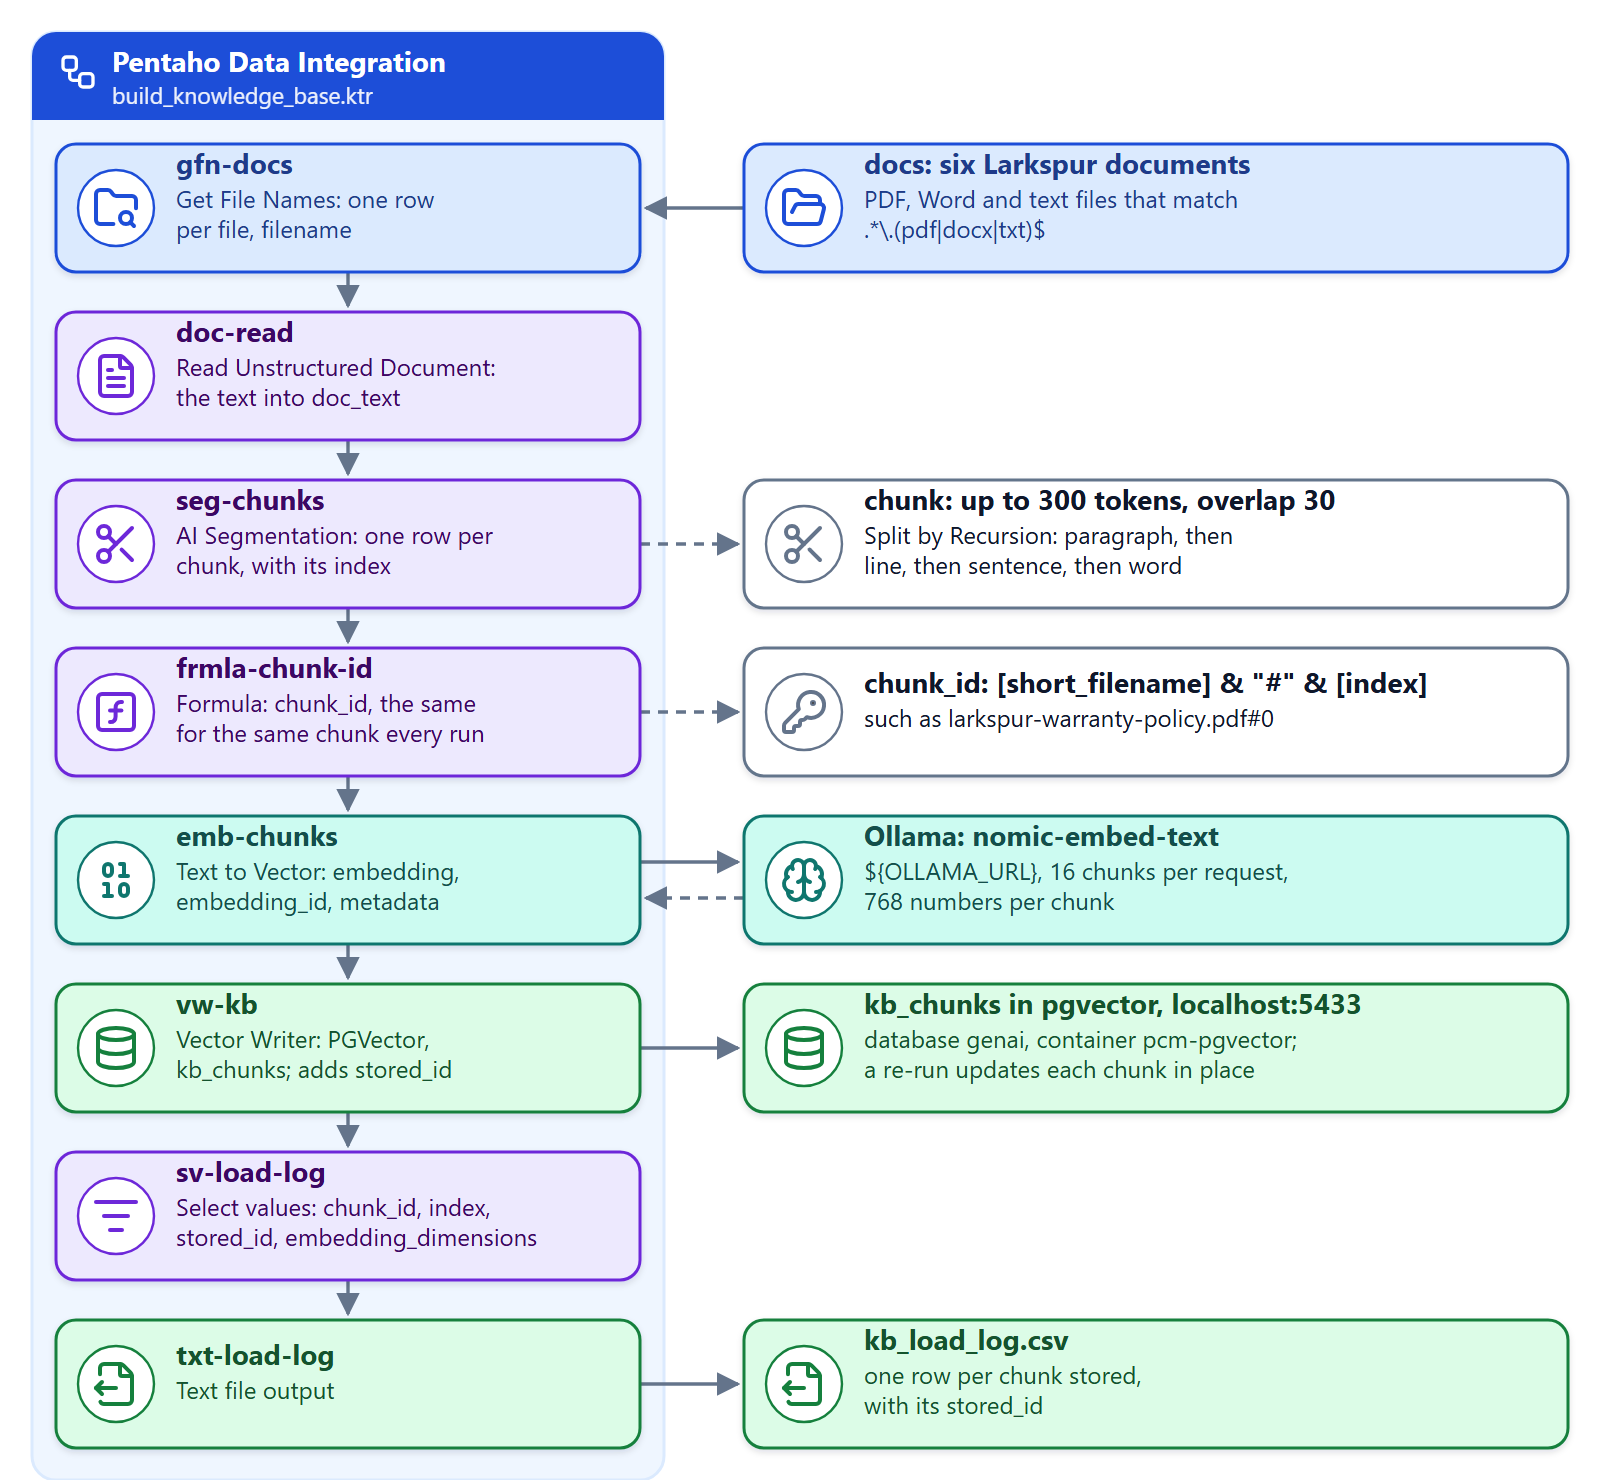 Pentaho Data Integration
build_knowledge_base.ktr
gfn-docs
Get File Names: one row
per file, filename
docs: six Larkspur documents
PDF, Word and text files that match
.*\.(pdf|docx|txt)$
doc-read
Read Unstructured Document:
the text into doc_text
seg-chunks
AI Segmentation: one row per
chunk, with its index
chunk: up to 300 tokens, overlap 30
Split by Recursion: paragraph, then
line, then sentence, then word
frmla-chunk-id
Formula: chunk_id, the same
for the same chunk every run
chunk_id: [short_filename] & "#" & [index]
such as larkspur-warranty-policy.pdf#0
01
10
emb-chunks
Text to Vector: embedding,
embedding_id, metadata
Ollama: nomic-embed-text
${OLLAMA_URL}, 16 chunks per request,
768 numbers per chunk
vw-kb
Vector Writer: PGVector,
kb_chunks; adds stored_id
kb_chunks in pgvector, localhost:5433
database genai, container pcm-pgvector;
a re-run updates each chunk in place
sv-load-log
Select values: chunk_id, index,
stored_id, embedding_dimensions
txt-load-log
Text file output
kb_load_log.csv
one row per chunk stored,
with its stored_id